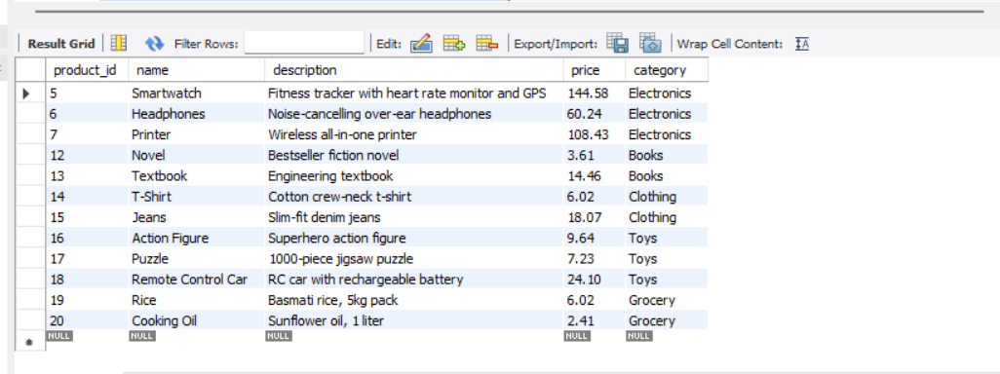 Result Grid Filter Rows: Edit: Export/Import: Wrap Cell Content: IA
product_id name description price category
5 Smartwatch Fitness tracker with heart rate monitor and GPS 144.58 Electronics
6 Headphones Noise-cancelling over-ear headphones 60.24 Electronics
7 Printer Wireless all-in-one printer 108.43 Electronics
12 Novel Bestseller fiction novel 3.61 Books
13 Textbook Engineering textbook 14.46 Books
14 T-Shirt Cotton crew-neck t-shirt 6.02 Clothing
15 Jeans Slim-fit denim jeans 18.07 Clothing
16 Action Figure Superhero action figure 9.64 Toys
17 Puzzle 1000-piece jigsaw puzzle 7.23 Toys
18 Remote Control Car RC car with rechargeable battery 24.10 Toys
19 Rice Basmati rice, 5kg pack 6.02 Grocery
20 Cooking Oil Sunflower oil, 1 liter 2.41 Grocery
NULL NULL NULL NULL NULL